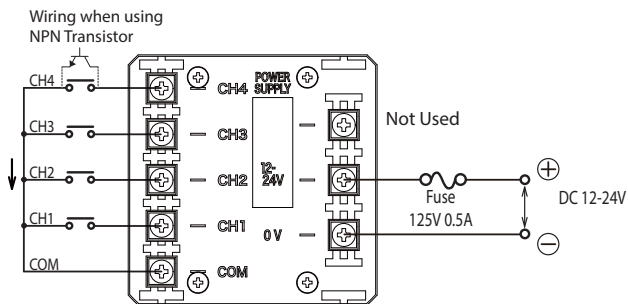 Wiring when using
NPN Transistor
CH4
CH3
CH2
CH1
COM
CH4
CH3
CH2
CH1
COM
POWER
SUPPLY
12-
24V
0 V
Not Used
Fuse
125V 0.5A
+
−
DC 12-24V